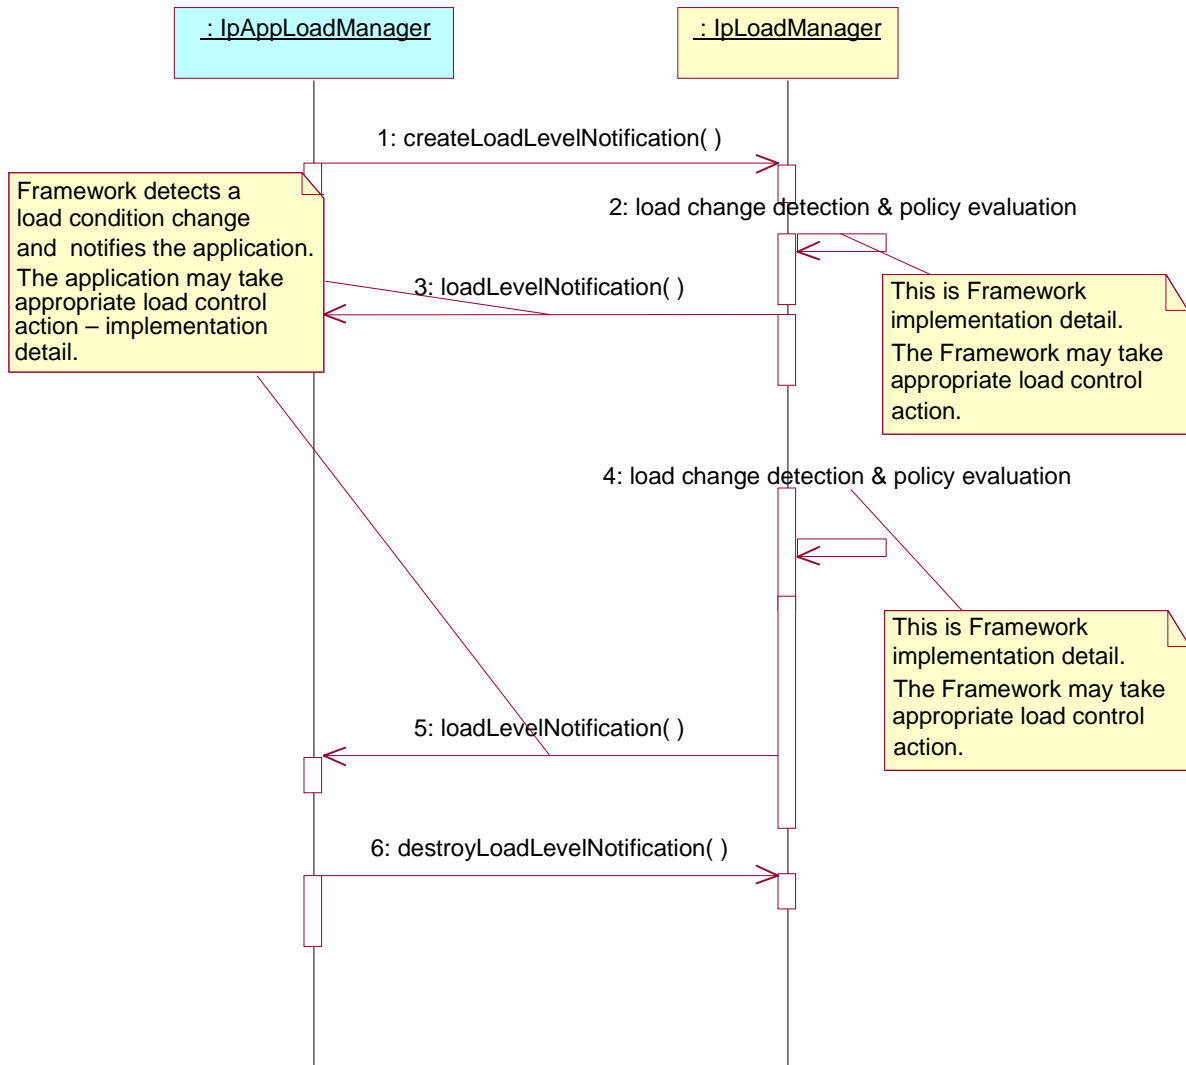 : IpAppLoadManager
: IpLoadManager
1: createLoadLevelNotification( )
Framework detects a
load condition change
and  notifies the application.
The application may take
appropriate load control
action – implementation
detail.
2: load change detection & policy evaluation
3: loadLevelNotification( )
This is Framework
implementation detail.
The Framework may take
appropriate load control
action.
4: load change detection & policy evaluation
This is Framework
implementation detail.
The Framework may take
appropriate load control
action.
5: loadLevelNotification( )
6: destroyLoadLevelNotification( )